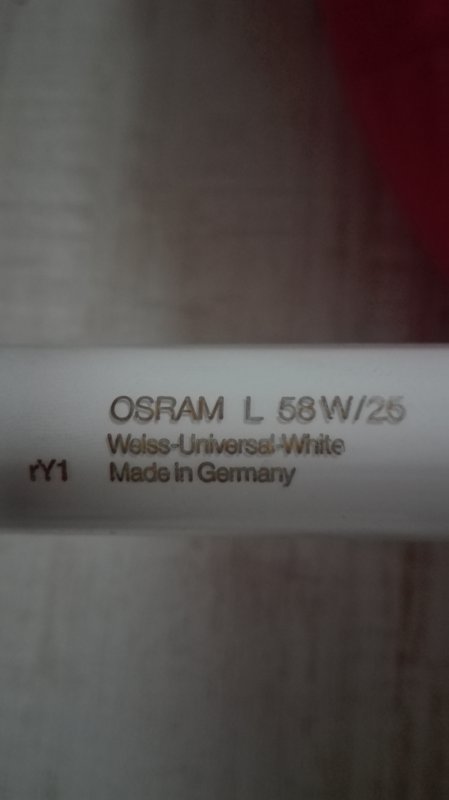 OSRAM L 58W/25
Weiss-Universal-White
rY1 Made in Germany